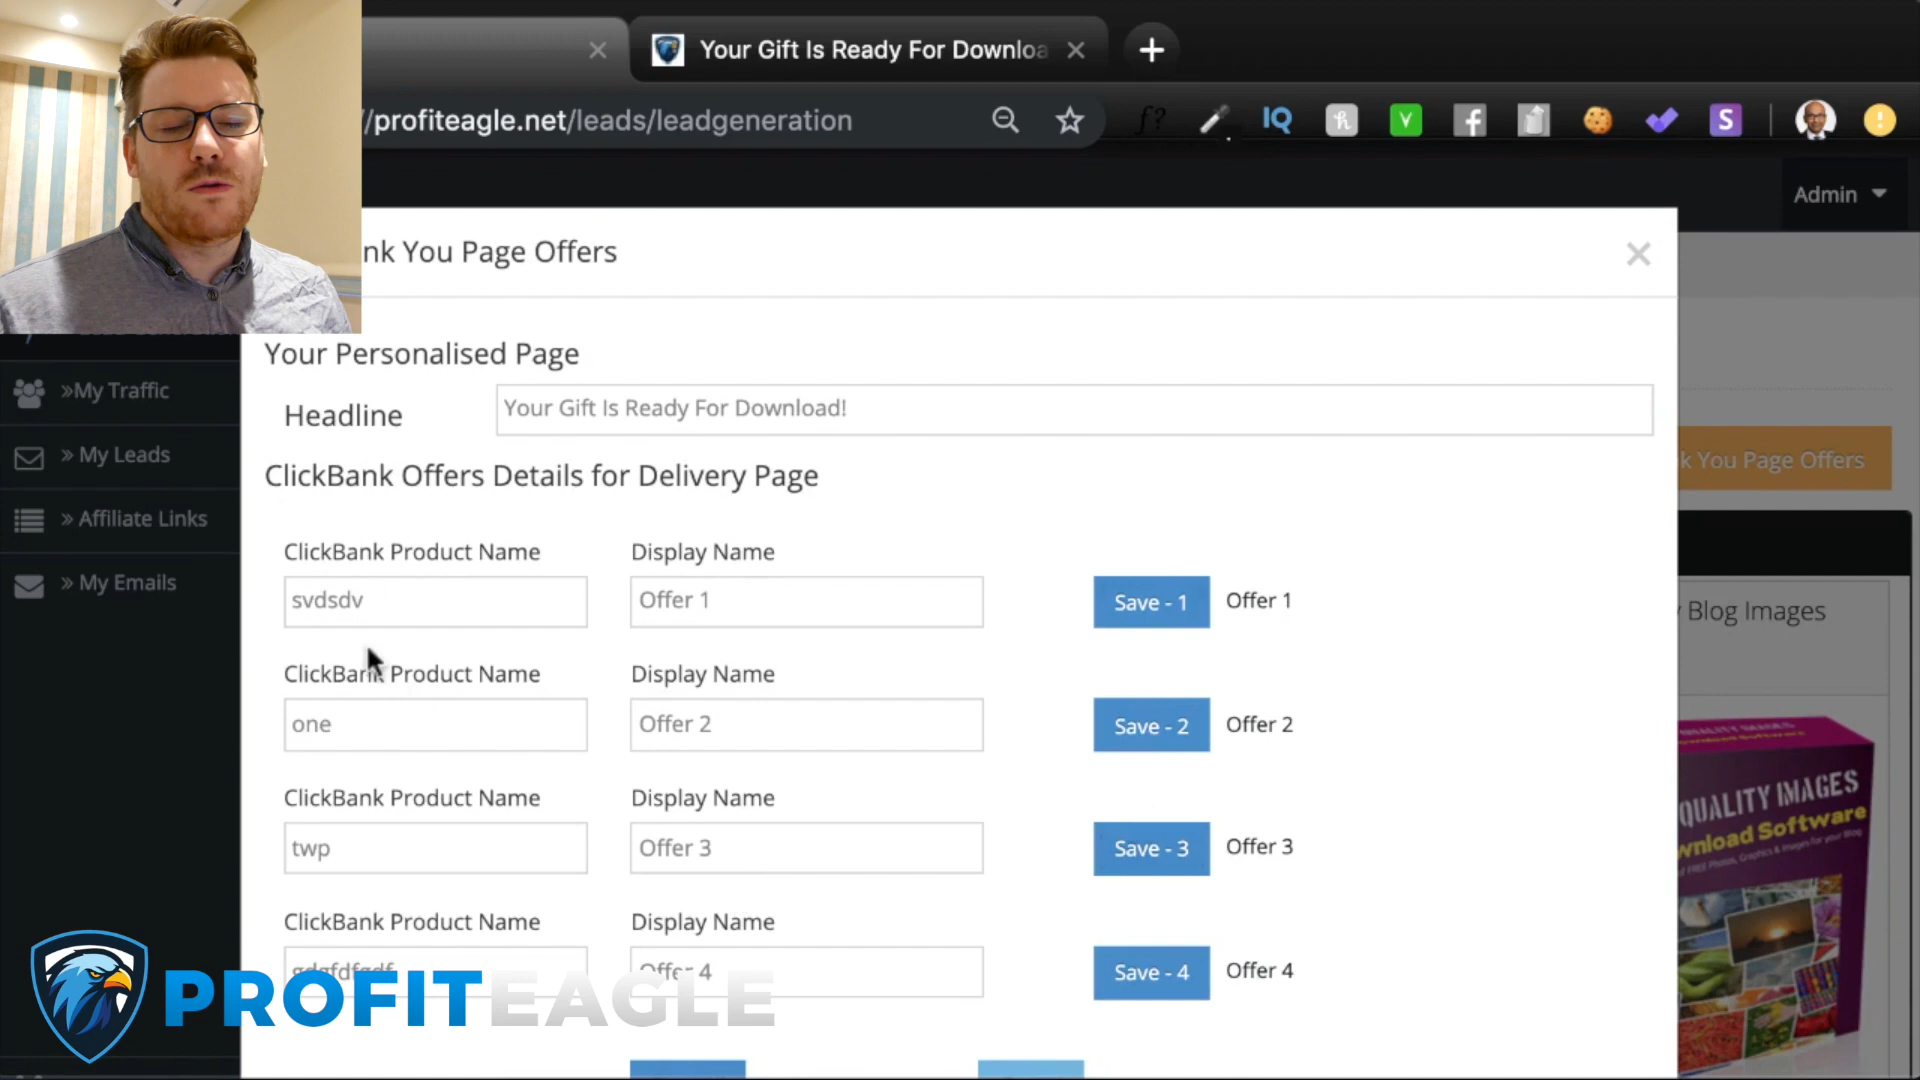 Your Gift Is Ready For Downloa
//profiteagle.net/leads/leadgeneration
f?
IQ
h
V
f
S
Admin
nk You Page Offers
Your Personalised Page
Headline
Your Gift Is Ready For Download!
»My Traffic
» My Leads
» Affiliate Links
» My Emails
k You Page Offers
ClickBank Offers Details for Delivery Page
ClickBank Product Name Display Name
svdsdv Offer 1 Save - 1 Offer 1
ClickBank Product Name Display Name
one Offer 2 Save - 2 Offer 2
ClickBank Product Name Display Name
twp Offer 3 Save - 3 Offer 3
ClickBank Product Name Display Name
Offer 4 Save - 4 Offer 4
Blog Images
QUALITY IMAGES
wnload Software
PROFITEAGLE